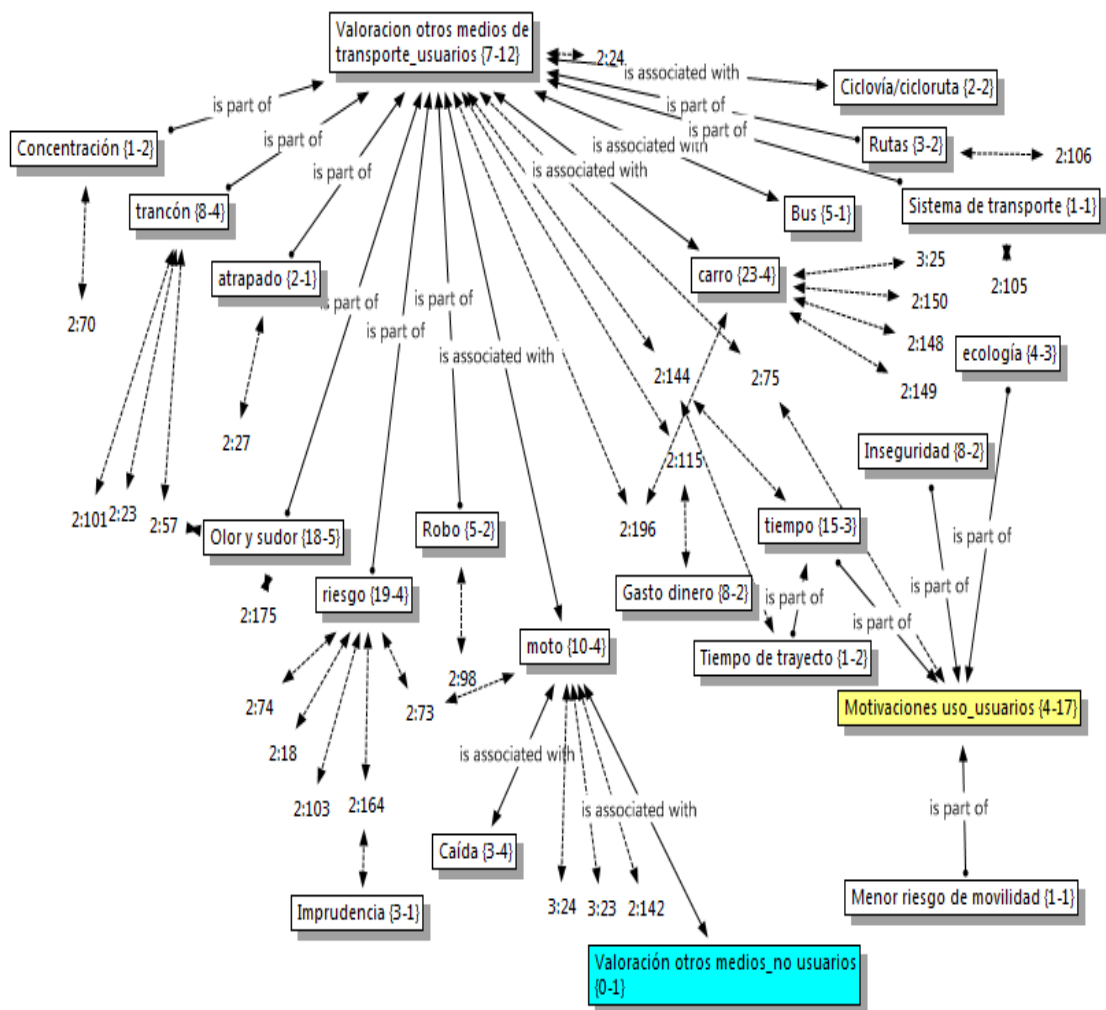 Valoracion otros medios de
transporte_usuarios {7-12}
2:24
is associated with
Ciclovía/cicloruta {2-2}
is part of
is part of
is part of
Rutas {3-2}
2:106
Concentración {1-2}
is part of
is associated with
is part of
is associated with
trancón {8-4}
Bus {5-1}
Sistema de transporte {1-1}
atrapado {2-1}
carro {23-4}
3:25
2:105
2:150
is part of
is part of
is part of
2:70
2:148
ecología {4-3}
is associated with
2:144
2:75
2:149
2:27
Inseguridad {8-2}
2:115
2:101
2:23
2:57
2:196
Robo {5-2}
tiempo {15-3}
Olor y sudor {18-5}
is part of
riesgo {19-4}
Gasto dinero {8-2}
is part of
2:175
is part of
moto {10-4}
Tiempo de trayecto {1-2}
2:98
2:74
2:73
Motivaciones uso_usuarios {4-17}
2:18
is associated with
2:103
2:164
is associated with
is part of
Caída {3-4}
Imprudencia {3-1}
3:24
3:23
2:142
Menor riesgo de movilidad {1-1}
Valoración otros medios_no usuarios
{0-1}